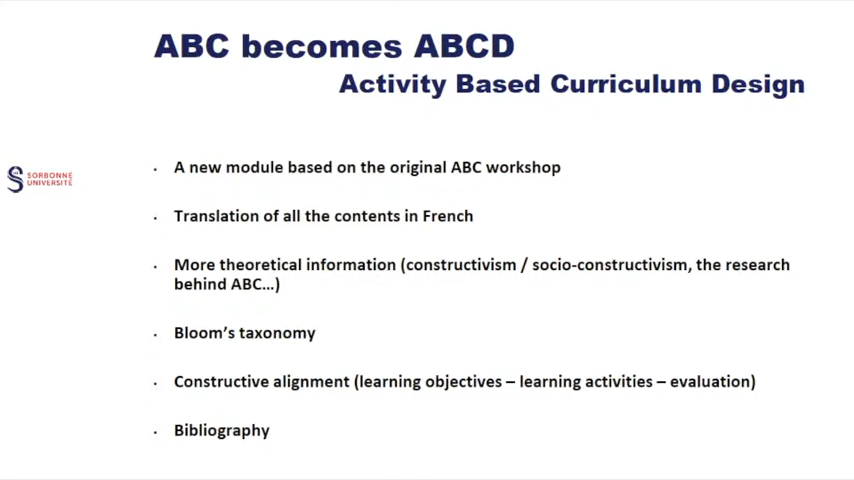 ABC becomes ABCD
Activity Based Curriculum Design
SORBONNE
UNIVERSITÉ
· A new module based on the original ABC workshop
· Translation of all the contents in French
· More theoretical information (constructivism / socio-constructivism, the research
behind ABC…)
· Bloom’s taxonomy
· Constructive alignment (learning objectives – learning activities – evaluation)
· Bibliography